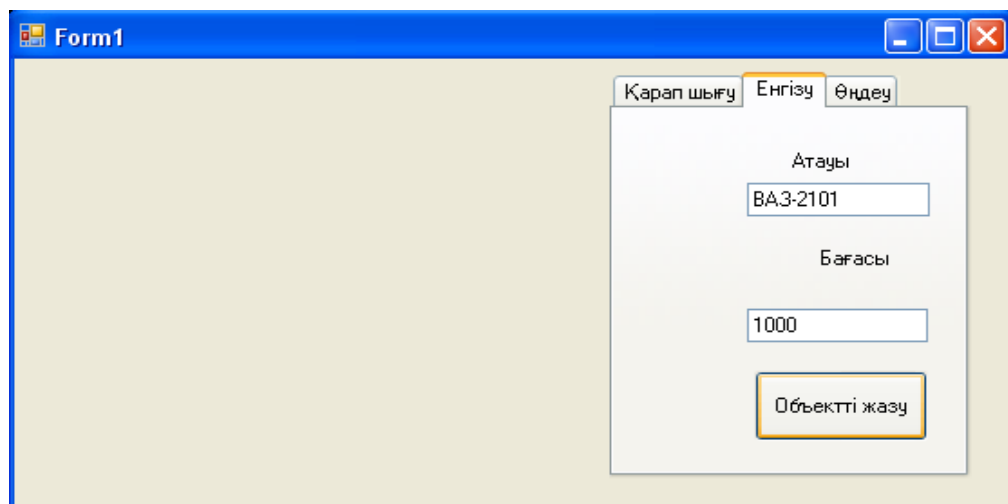 Form1
Қарап шығу Енгізу Өңдеу
Атауы
ВАЗ-2101
Бағасы
1000
Объектті жазу